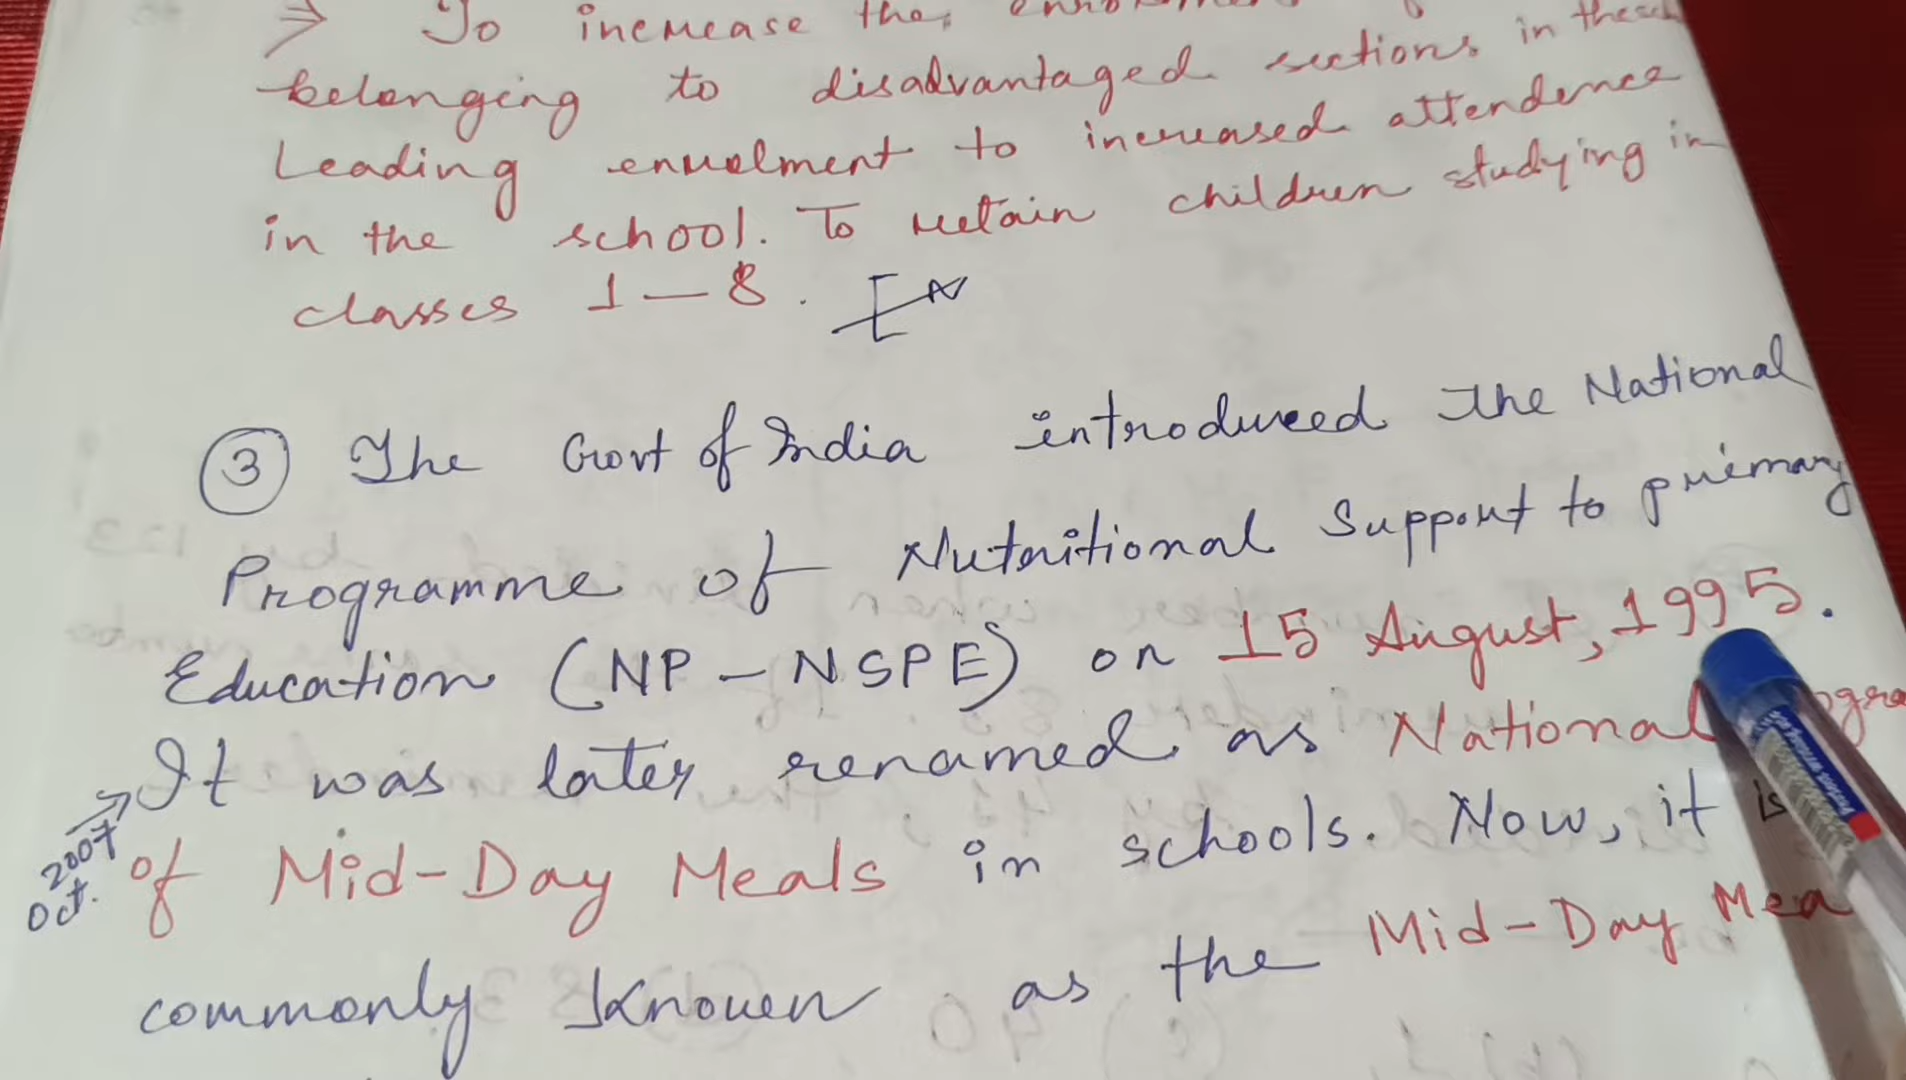 ⇒ To increase the
belonging to disadvantaged sections in the
Leading enrolment to increased attendence
in the school. To retain children studying in
classes 1 – 8.
③ The Govt of India introduced the National
Programme of Nutritional Support to primary
Education (NP – NSPE) on 15 August, 1995.
→ It was later renamed as National
2007
Oct.
of Mid-Day Meals in schools. Now, it is
commonly known as the Mid-Day Mea